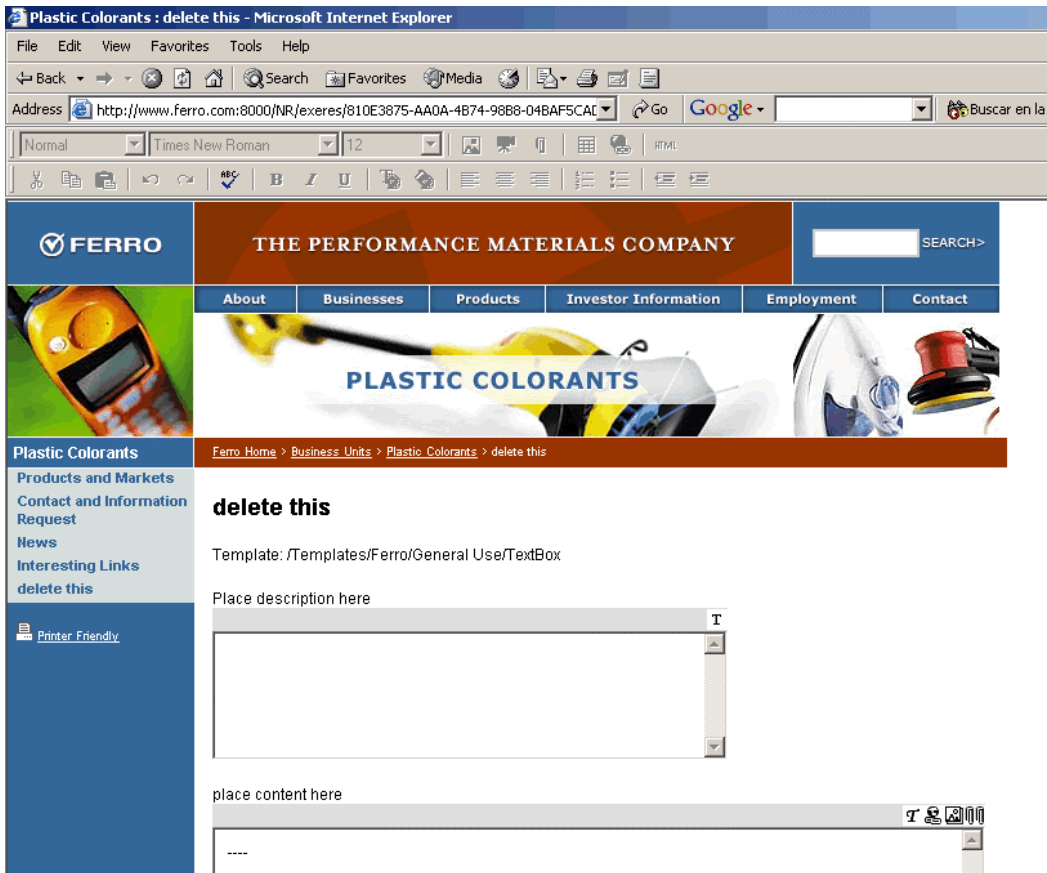 Plastic Colorants : delete this - Microsoft Internet Explorer
File Edit View Favorites Tools Help
Back Search Favorites Media
Address http://www.ferro.com:8000/NR/exeres/810E3875-AA0A-4B74-98B8-04BAF5CAD Go Google Buscar en la
Normal Times New Roman 12 HTML
ABC B I U
FERRO THE PERFORMANCE MATERIALS COMPANY SEARCH>
About Businesses Products Investor Information Employment Contact
PLASTIC COLORANTS
Plastic Colorants
Ferro Home > Business Units > Plastic Colorants > delete this
Products and Markets
Contact and Information
Request
News
Interesting Links
delete this
Printer Friendly
delete this
Template: /Templates/Ferro/General Use/TextBox
Place description here
T
place content here
T
----